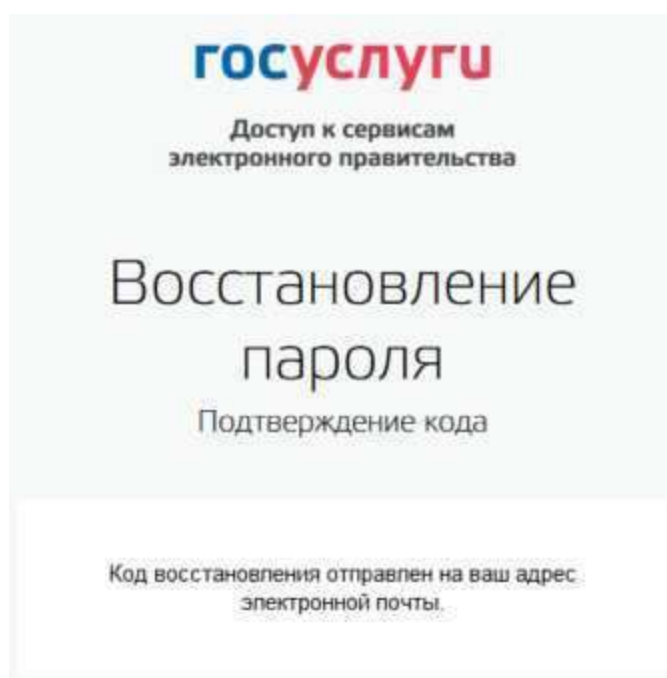 госуслуги
Доступ к сервисам
электронного правительства
Восстановление
пароля
Подтверждение кода
Код восстановления отправлен на ваш адрес
электронной почты.